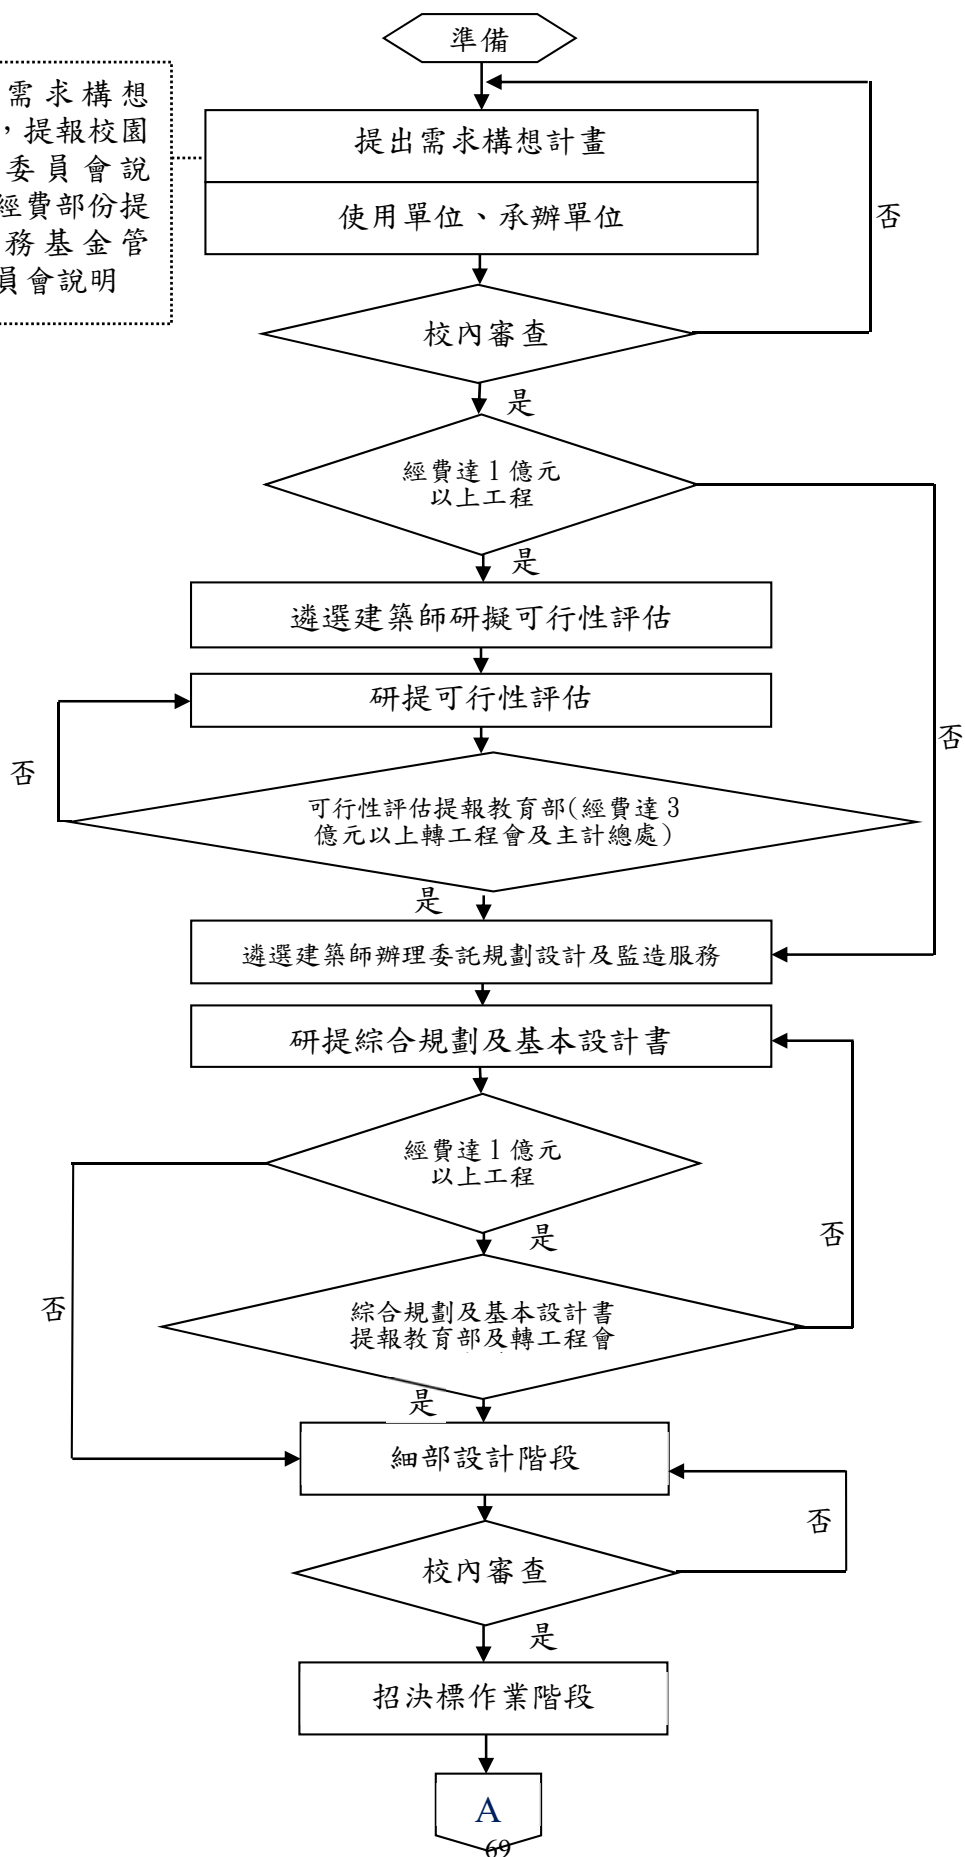 準備
需求構想
，提報校園
委員會說
經費部份提
務基金管
員會說明
提出需求構想計畫
使用單位、承辦單位
否
校內審查
是
經費達1億元
以上工程
是
遴選建築師研擬可行性評估
研提可行性評估
否
否
可行性評估提報教育部(經費達3
億元以上轉工程會及主計總處)
是
遴選建築師辦理委託規劃設計及監造服務
研提綜合規劃及基本設計書
經費達1億元
以上工程
是
否
否
綜合規劃及基本設計書
提報教育部及轉工程會
是
細部設計階段
否
校內審查
是
招決標作業階段
A
69